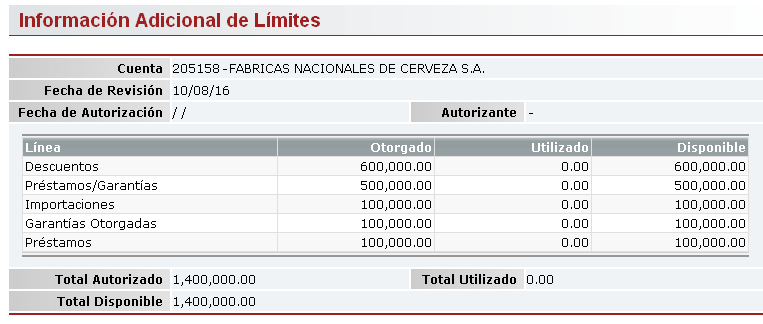 Información Adicional de Límites
Cuenta 205158 -FABRICAS NACIONALES DE CERVEZA S.A.
Fecha de Revisión 10/08/16
Fecha de Autorización / / Autorizante -
Línea Otorgado Utilizado Disponible
Descuentos 600,000.00 0.00 600,000.00
Préstamos/Garantías 500,000.00 0.00 500,000.00
Importaciones 100,000.00 0.00 100,000.00
Garantías Otorgadas 100,000.00 0.00 100,000.00
Préstamos 100,000.00 0.00 100,000.00
Total Autorizado 1,400,000.00 Total Utilizado 0.00
Total Disponible 1,400,000.00